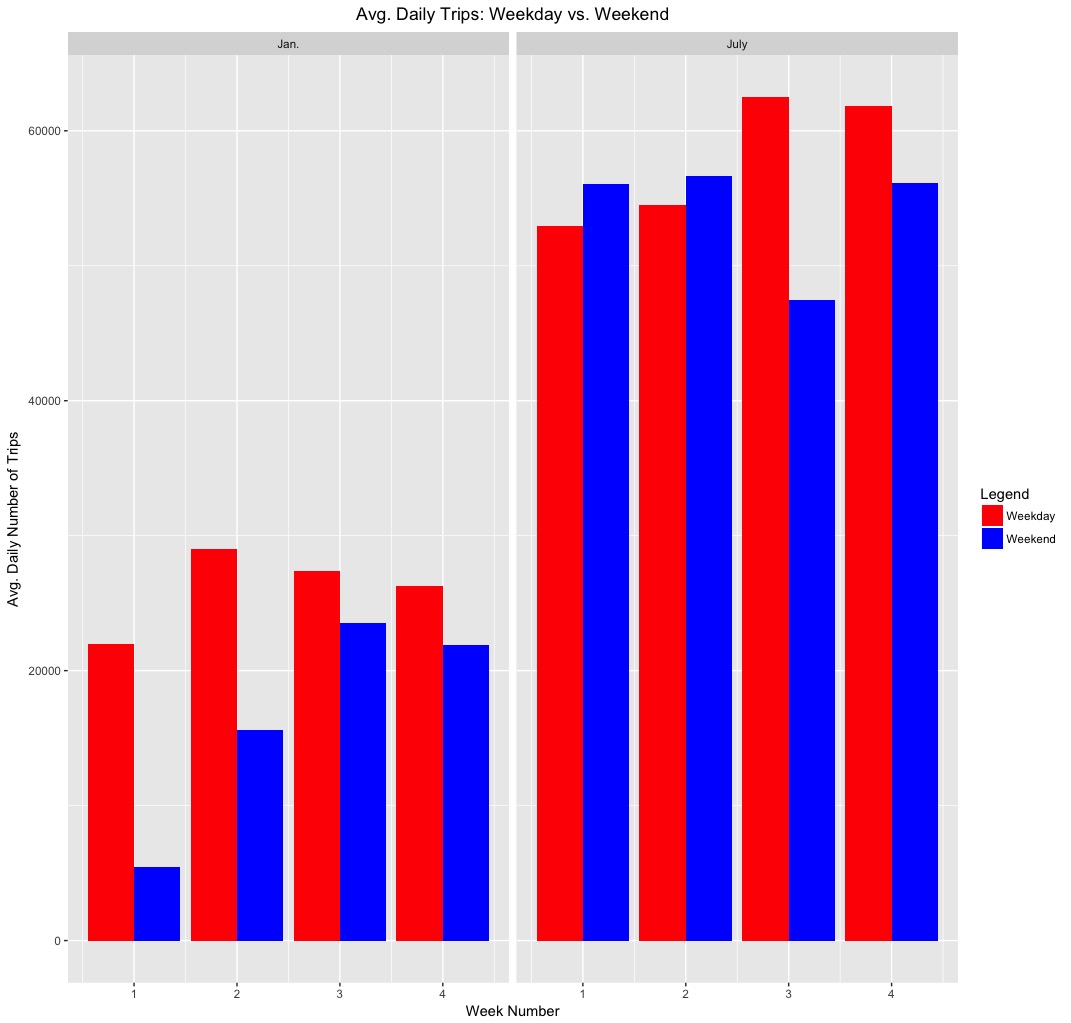 Avg. Daily Trips: Weekday vs. Weekend
Jan.
July
60000
40000
20000
0
Avg. Daily Number of Trips
1 2 3 4
1 2 3 4
Week Number
Legend
Weekday
Weekend